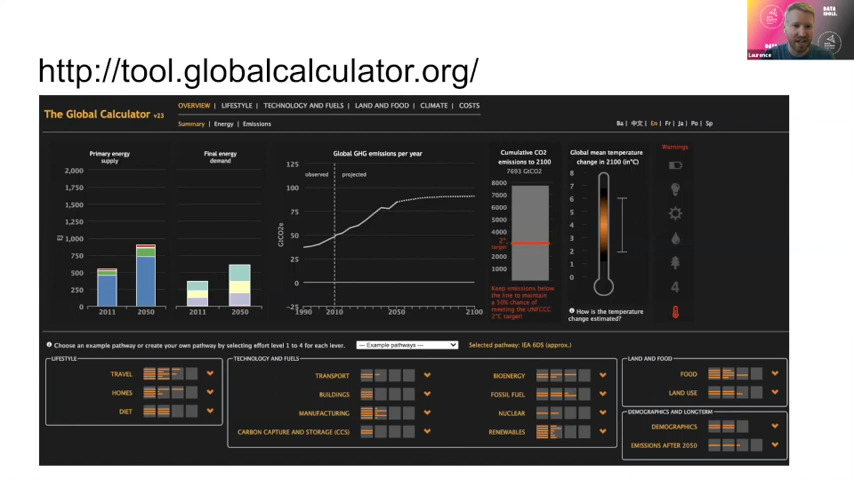 http://tool.globalcalculator.org/
Laurence
DATA
IDOLS.
The Global Calculator v23
OVERVIEW | LIFESTYLE | TECHNOLOGY AND FUELS | LAND AND FOOD | CLIMATE | COSTS
Summary | Energy | Emissions
Ba | 中文 | En | Fr | Ja | Po | Sp
Primary energy
supply
2,000
1,750
1,500
1,250
1,000
750
500
250
0
EJ
2011 2050
Final energy
demand
2011 2050
Global GHG emissions per year
observed projected
125
100
75
50
25
0
-25
GtCO2e
1990 2010 2050 2100
Cumulative CO2
emissions to 2100
7693 GtCO2
8000
7000
6000
5000
4000
2°
target
2000
1000
Keep emissions below
the line to maintain
a 50% chance of
meeting the UNFCCC
2°C target!
Global mean temperature
change in 2100 (in°C)
8
7
6
5
4
3
2
1
0
How is the temperature
change estimated?
Warnings
4
Choose an example pathway or create your own pathway by selecting effort level 1 to 4 for each lever.
--- Example pathways ---
Selected pathway: IEA 6DS (approx.)
LIFESTYLE
TRAVEL
HOMES
DIET
TECHNOLOGY AND FUELS
TRANSPORT
BUILDINGS
MANUFACTURING
CARBON CAPTURE AND STORAGE (CCS)
BIOENERGY
FOSSIL FUEL
NUCLEAR
RENEWABLES
LAND AND FOOD
FOOD
LAND USE
DEMOGRAPHICS AND LONGTERM
DEMOGRAPHICS
EMISSIONS AFTER 2050